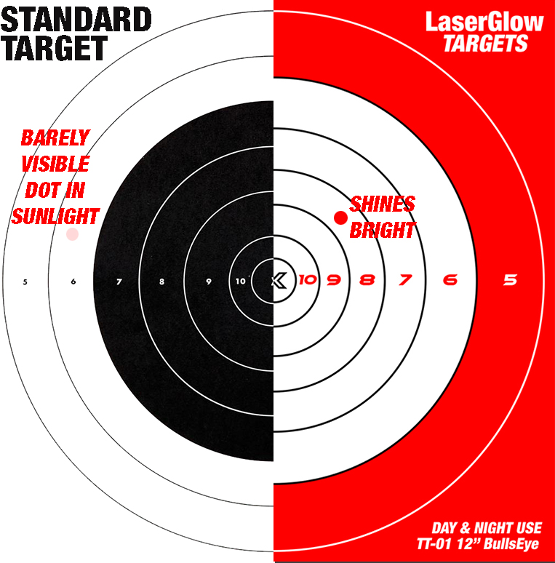 STANDARD
TARGET
LaserGlow
TARGETS
BARELY
VISIBLE
DOT IN
SUNLIGHT
SHINES
BRIGHT
5 6 7 8 9 10 X 10 9 8 7 6 5
DAY & NIGHT USE
TT-01 12” BullsEye